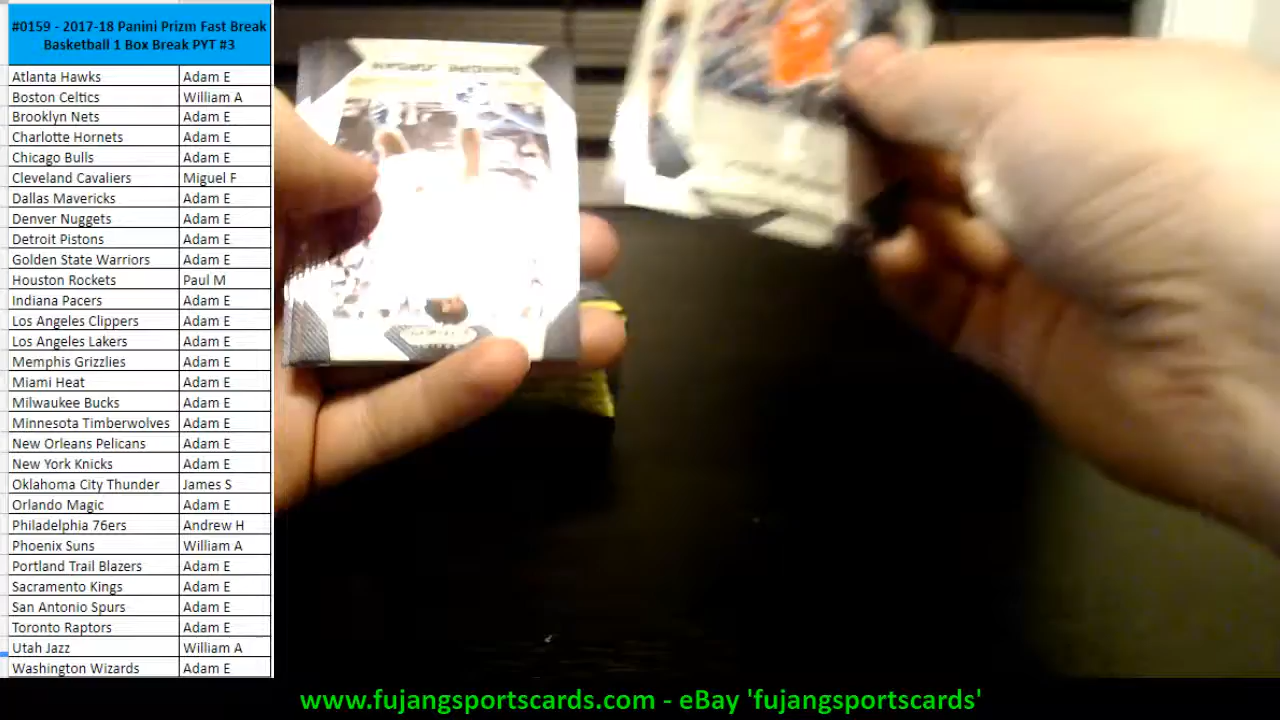 #0159 - 2017-18 Panini Prizm Fast Break
Basketball 1 Box Break PYT #3
Atlanta Hawks Adam E
Boston Celtics William A
Brooklyn Nets Adam E
Charlotte Hornets Adam E
Chicago Bulls Adam E
Cleveland Cavaliers Miguel F
Dallas Mavericks Adam E
Denver Nuggets Adam E
Detroit Pistons Adam E
Golden State Warriors Adam E
Houston Rockets Paul M
Indiana Pacers Adam E
Los Angeles Clippers Adam E
Los Angeles Lakers Adam E
Memphis Grizzlies Adam E
Miami Heat Adam E
Milwaukee Bucks Adam E
Minnesota Timberwolves Adam E
New Orleans Pelicans Adam E
New York Knicks Adam E
Oklahoma City Thunder James S
Orlando Magic Adam E
Philadelphia 76ers Andrew H
Phoenix Suns William A
Portland Trail Blazers Adam E
Sacramento Kings Adam E
San Antonio Spurs Adam E
Toronto Raptors Adam E
Utah Jazz William A
Washington Wizards Adam E
www.fujangsportscards.com - eBay 'fujangsportscards'